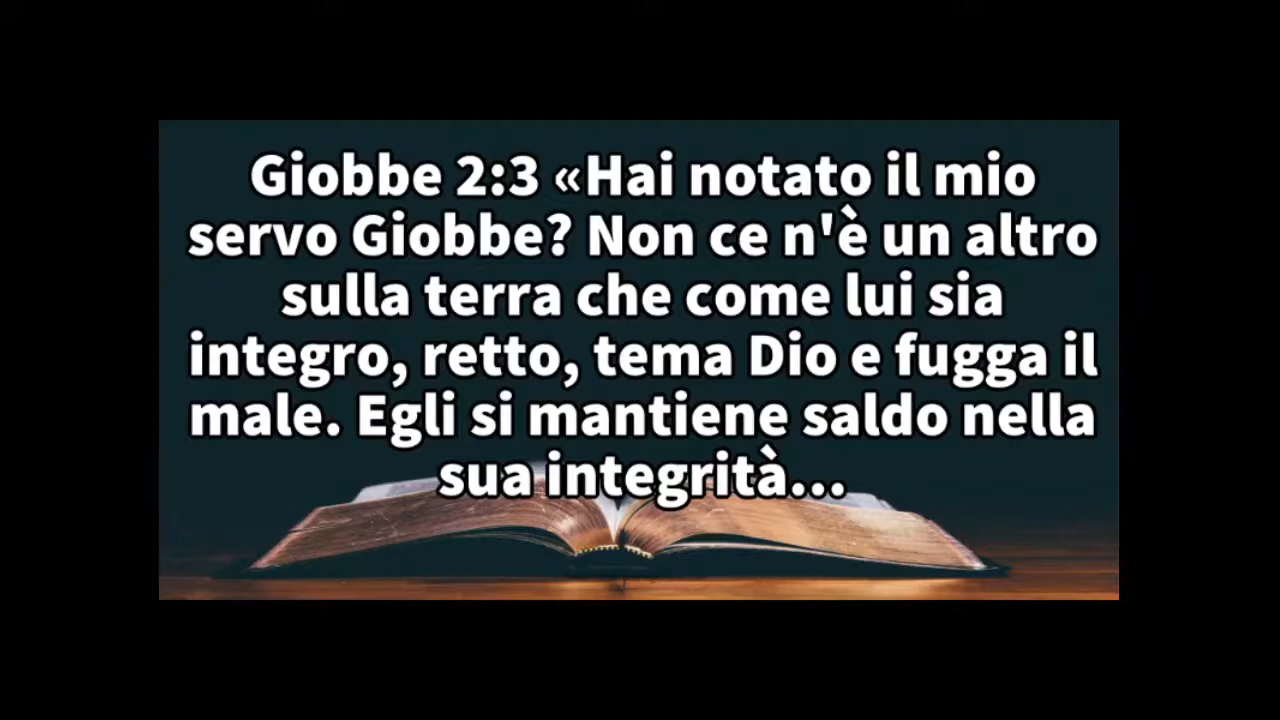 Giobbe 2:3 «Hai notato il mio
servo Giobbe? Non ce n'è un altro
sulla terra che come lui sia
integro, retto, tema Dio e fugga il
male. Egli si mantiene saldo nella
sua integrità...